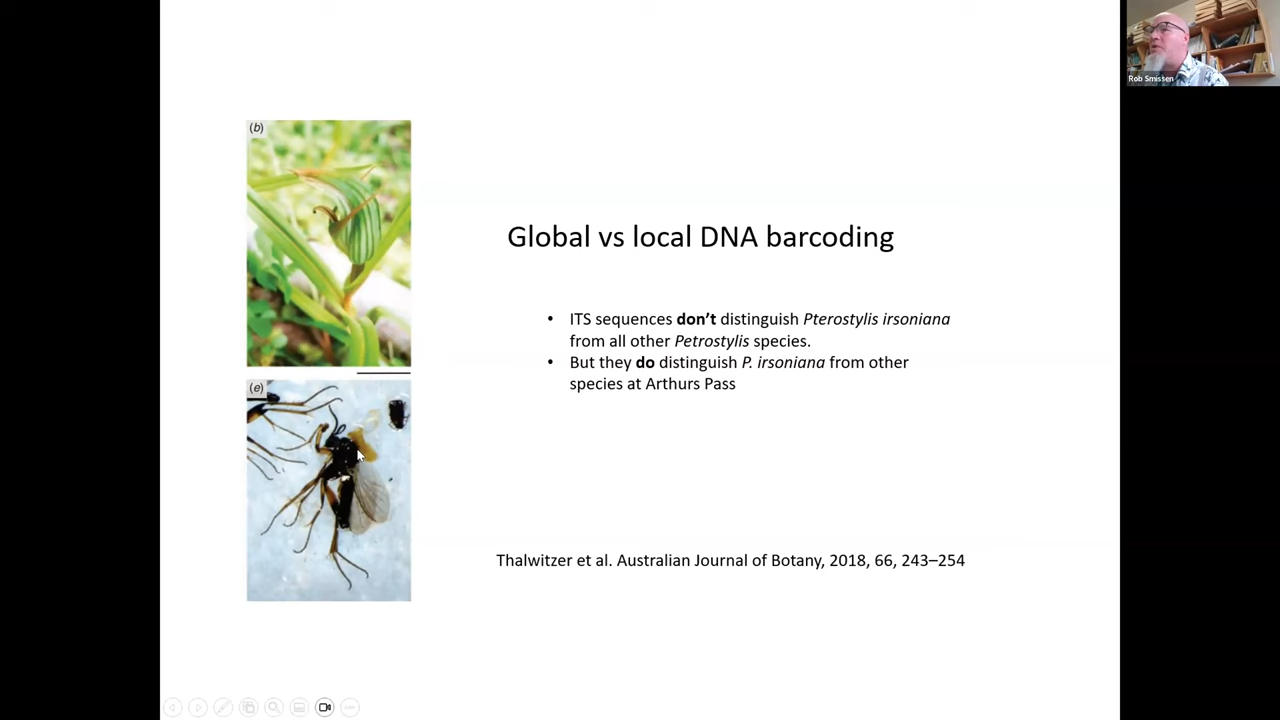 Rob Smissen
(b)
Global vs local DNA barcoding
• ITS sequences don't distinguish Pterostylis irsoniana
from all other Petrostylis species.
• But they do distinguish P. irsoniana from other
species at Arthurs Pass
(e)
Thalwitzer et al. Australian Journal of Botany, 2018, 66, 243–254